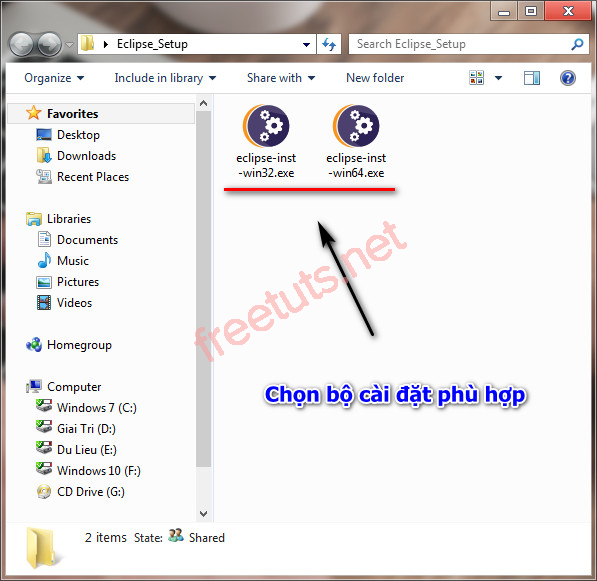 Eclipse_Setup
Search Eclipse_Setup
Organize
Include in library
Share with
New folder
Favorites
Desktop
Downloads
Recent Places
Libraries
Documents
Music
Pictures
Videos
Homegroup
Computer
Windows 7 (C:)
Giai Tri (D:)
Du Lieu (E:)
Windows 10 (F:)
CD Drive (G:)
eclipse-inst
-win32.exe
eclipse-inst
-win64.exe
freetuts.net
Chọn bộ cài đặt phù hợp
2 items State: Shared